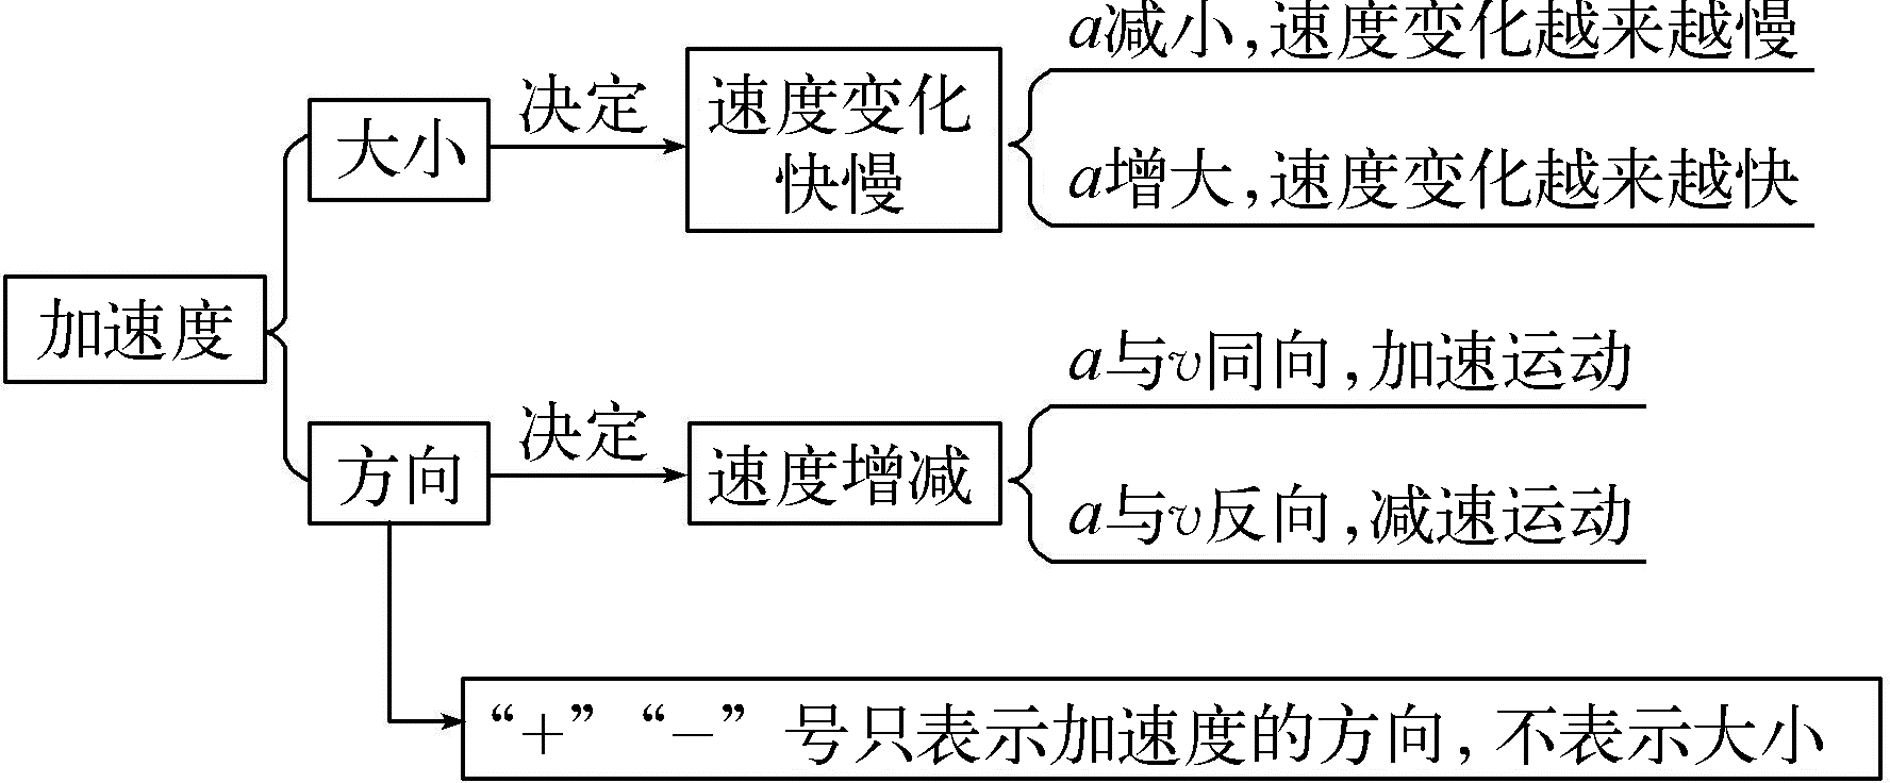 加速度
大小
决定
速度变化
快慢
a减小,速度变化越来越慢
a增大,速度变化越来越快
方向
决定
速度增减
a与v同向,加速运动
a与v反向,减速运动
“+”“-”号只表示加速度的方向,不表示大小